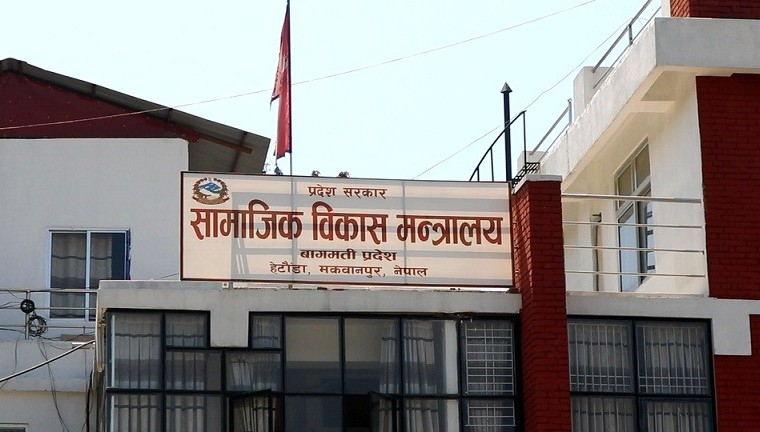 प्रदेश सरकार
सामाजिक विकास मन्त्रालय
बागमती प्रदेश
हेटौंडा, मकवानपुर, नेपाल